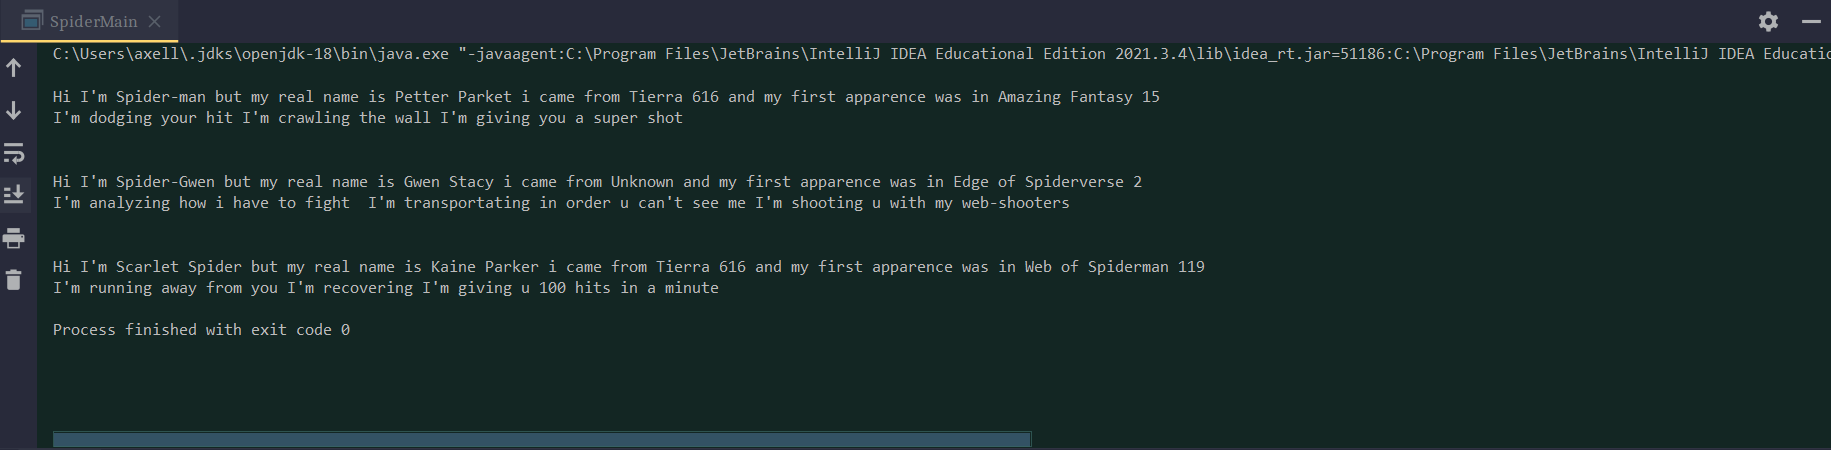 SpiderMain
C:\Users\axell\.jdks\openjdk-18\bin\java.exe "-javaagent:C:\Program Files\JetBrains\IntelliJ IDEA Educational Edition 2021.3.4\lib\idea_rt.jar=51186:C:\Program Files\JetBrains\IntelliJ IDEA Educatio
Hi I'm Spider-man but my real name is Petter Parket i came from Tierra 616 and my first apparence was in Amazing Fantasy 15
I'm dodging your hit I'm crawling the wall I'm giving you a super shot
Hi I'm Spider-Gwen but my real name is Gwen Stacy i came from Unknown and my first apparence was in Edge of Spiderverse 2
I'm analyzing how i have to fight  I'm transportating in order u can't see me I'm shooting u with my web-shooters
Hi I'm Scarlet Spider but my real name is Kaine Parker i came from Tierra 616 and my first apparence was in Web of Spiderman 119
I'm running away from you I'm recovering I'm giving u 100 hits in a minute
Process finished with exit code 0